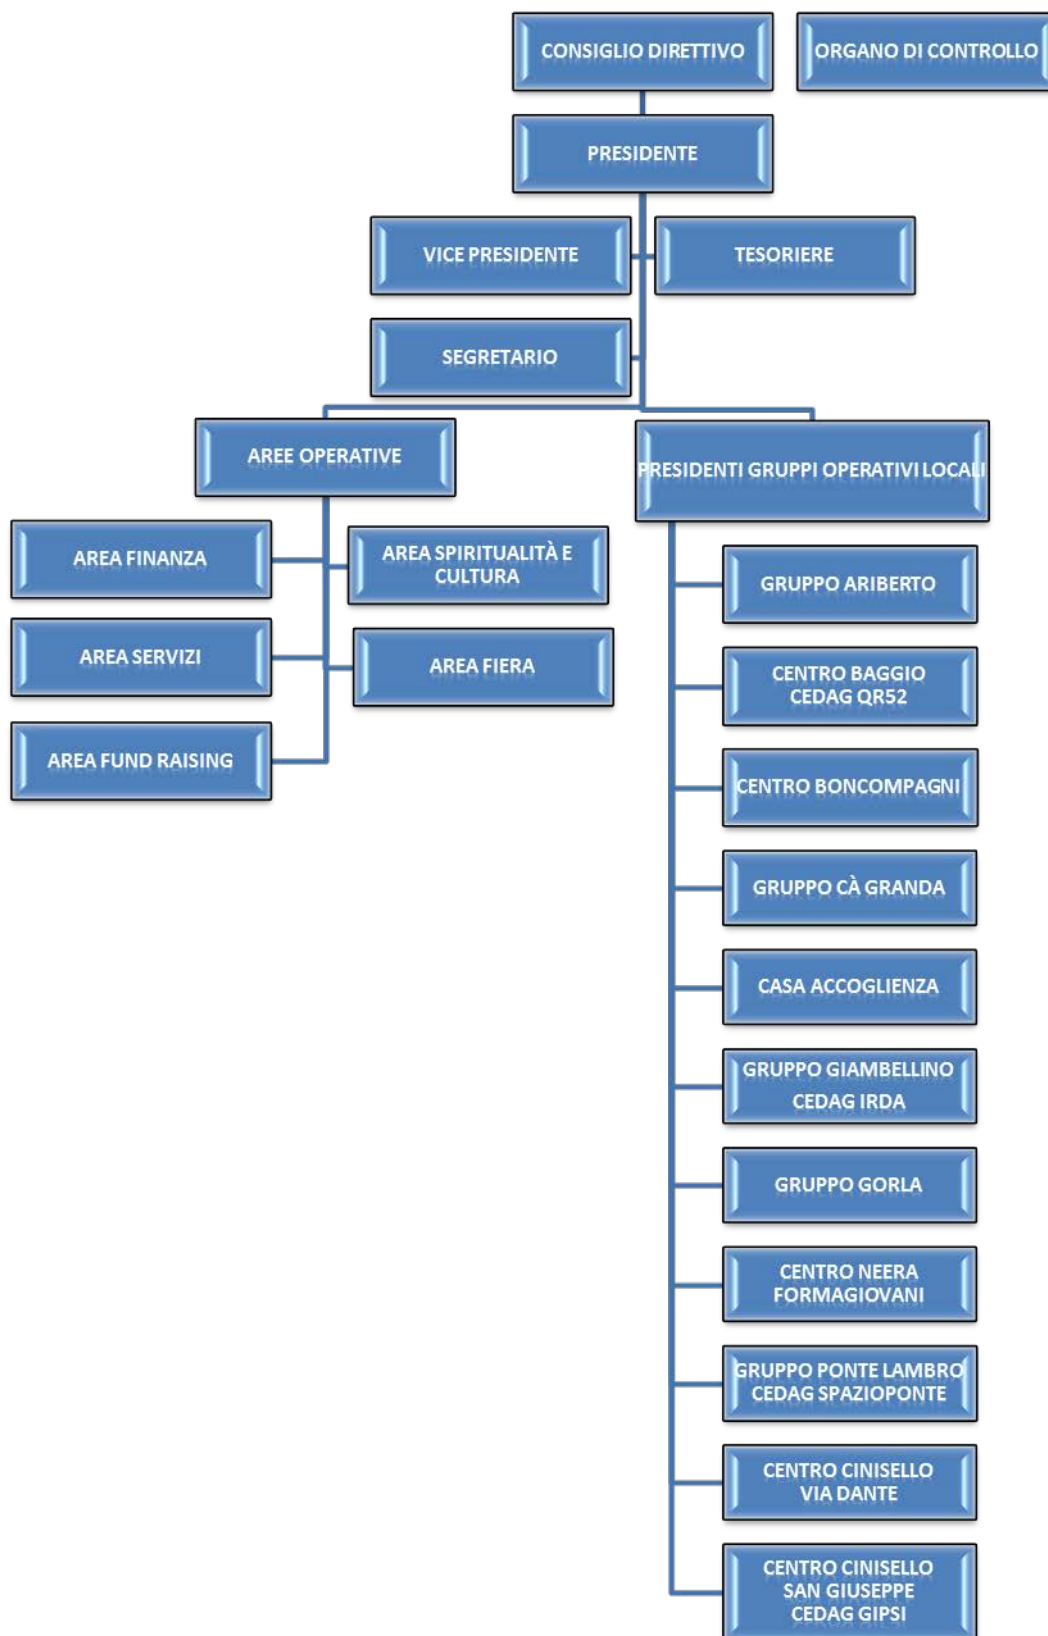 CONSIGLIO DIRETTIVO
ORGANO DI CONTROLLO
PRESIDENTE
VICE PRESIDENTE
TESORIERE
SEGRETARIO
AREE OPERATIVE
PRESIDENTI GRUPPI OPERATIVI LOCALI
AREA FINANZA
AREA SPIRITUALITÀ E
CULTURA
AREA SERVIZI
AREA FIERA
AREA FUND RAISING
GRUPPO ARIBERTO
CENTRO BAGGIO
CEDAG QR52
CENTRO BONCOMPAGNI
GRUPPO CÀ GRANDA
CASA ACCOGLIENZA
GRUPPO GIAMBELLINO
CEDAG IRDA
GRUPPO GORLA
CENTRO NEERA
FORMAGIOVANI
GRUPPO PONTE LAMBRO
CEDAG SPAZIOPONTE
CENTRO CINISELLO
VIA DANTE
CENTRO CINISELLO
SAN GIUSEPPE
CEDAG GIPSI